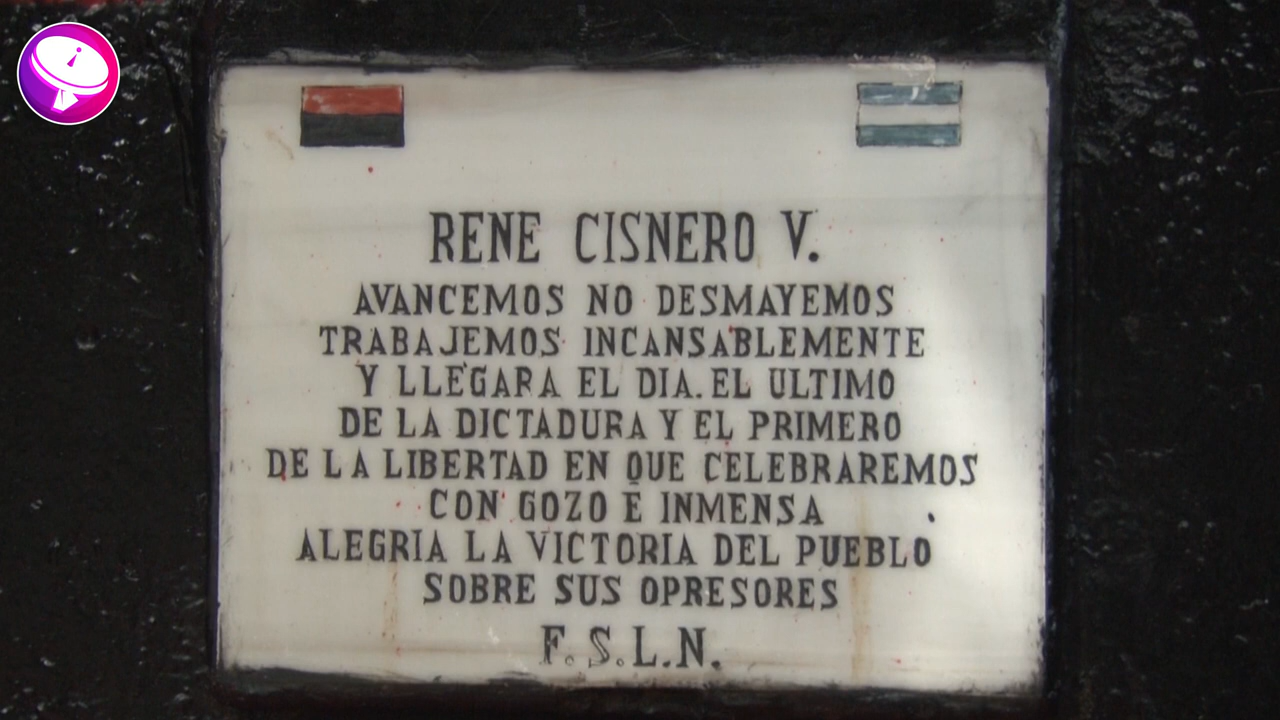 RENE CISNERO V.
AVANCEMOS NO DESMAYEMOS
TRABAJEMOS INCANSABLEMENTE
Y LLEGARA EL DIA. EL ULTIMO
DE LA DICTADURA Y EL PRIMERO
DE LA LIBERTAD EN QUE CELEBRAREMOS
CON GOZO E INMENSA
ALEGRIA LA VICTORIA DEL PUEBLO
SOBRE SUS OPRESORES
F.S.L.N.